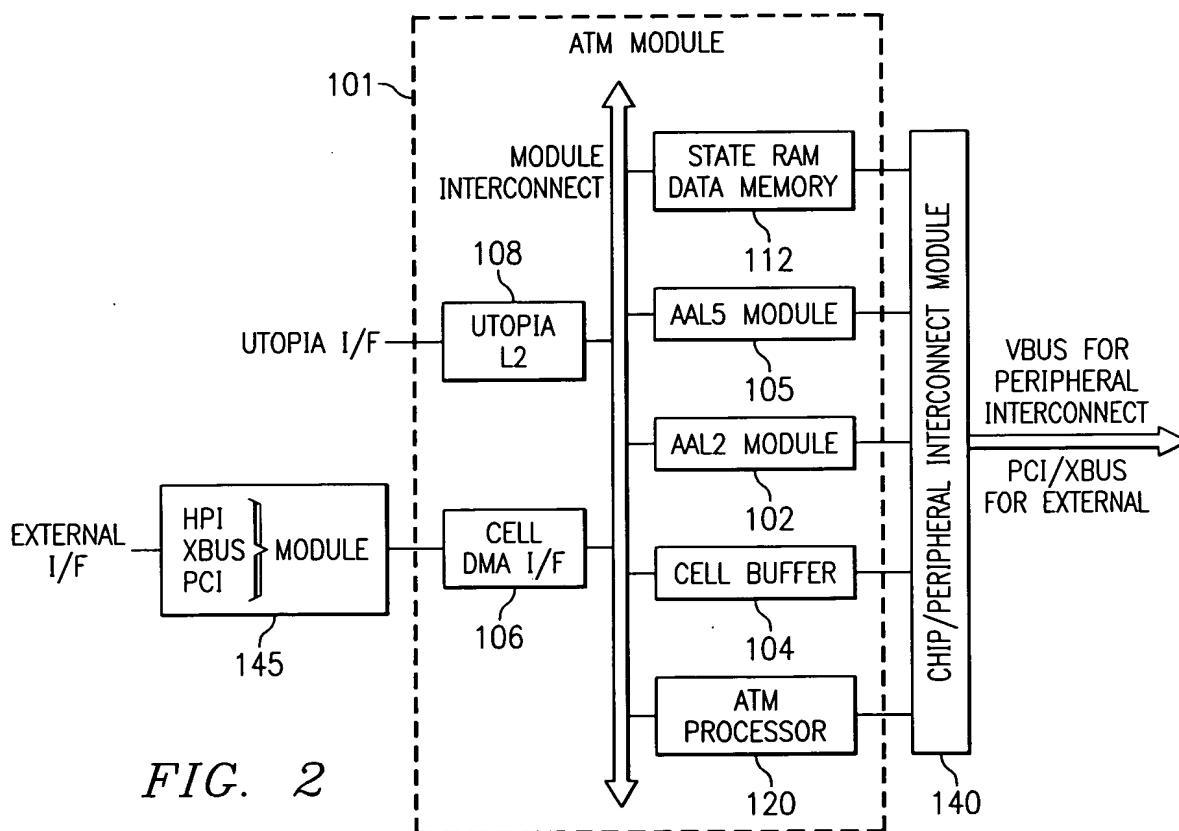 ATM MODULE
101
MODULE
INTERCONNECT
STATE RAM
DATA MEMORY
112
108
UTOPIA I/F
UTOPIA
L2
AAL5 MODULE
105
AAL2 MODULE
102
EXTERNAL
I/F
HPI
XBUS
PCI
MODULE
145
CELL
DMA I/F
106
CELL BUFFER
104
ATM
PROCESSOR
120
CHIP/PERIPHERAL INTERCONNECT MODULE
140
VBUS FOR
PERIPHERAL
INTERCONNECT
PCI/XBUS
FOR EXTERNAL
FIG. 2